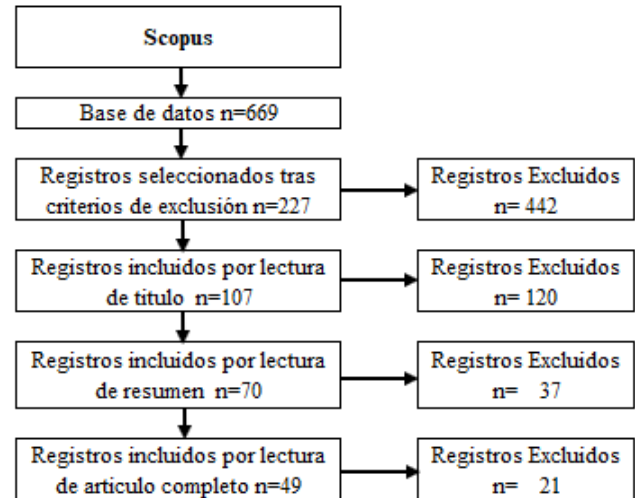 Scopus
Base de datos n=669
Registros seleccionados tras
criterios de exclusión n=227
Registros Excluidos
n= 442
Registros incluidos por lectura
de titulo n=107
Registros Excluidos
n= 120
Registros incluidos por lectura
de resumen n=70
Registros Excluidos
n= 37
Registros incluidos por lectura
de articulo completo n=49
Registros Excluidos
n= 21